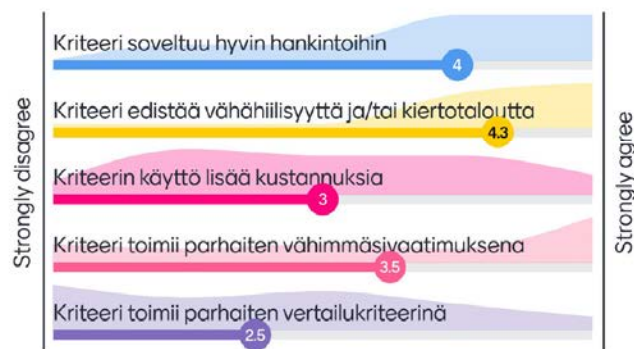 Strongly disagree
Kriteeri soveltuu hyvin hankintoihin
4
Kriteeri edistää vähähiilisyyttä ja/tai kiertotaloutta
4.3
Kriteerin käyttö lisää kustannuksia
3
Kriteeri toimii parhaiten vähimmäsivaatimuksena
3.5
Kriteeri toimii parhaiten vertailukriteerinä
2.5
Strongly agree